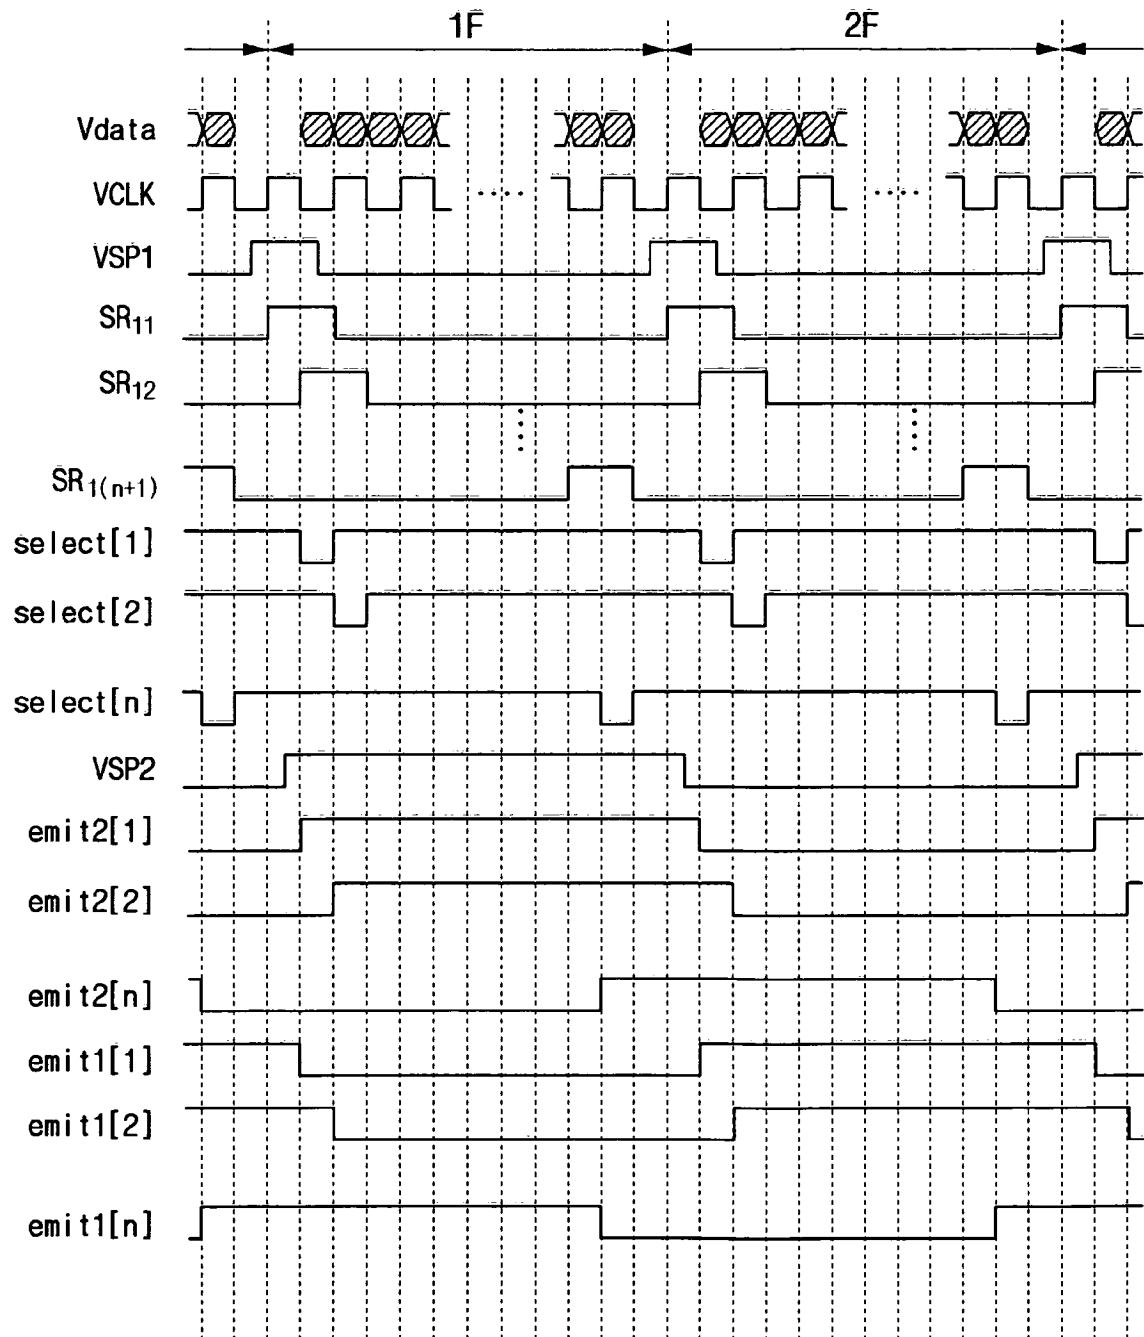 1F 2F
Vdata
VCLK
VSP1
SR11
SR12
SR1(n+1)
select[1]
select[2]
select[n]
VSP2
emit2[1]
emit2[2]
emit2[n]
emit1[1]
emit1[2]
emit1[n]